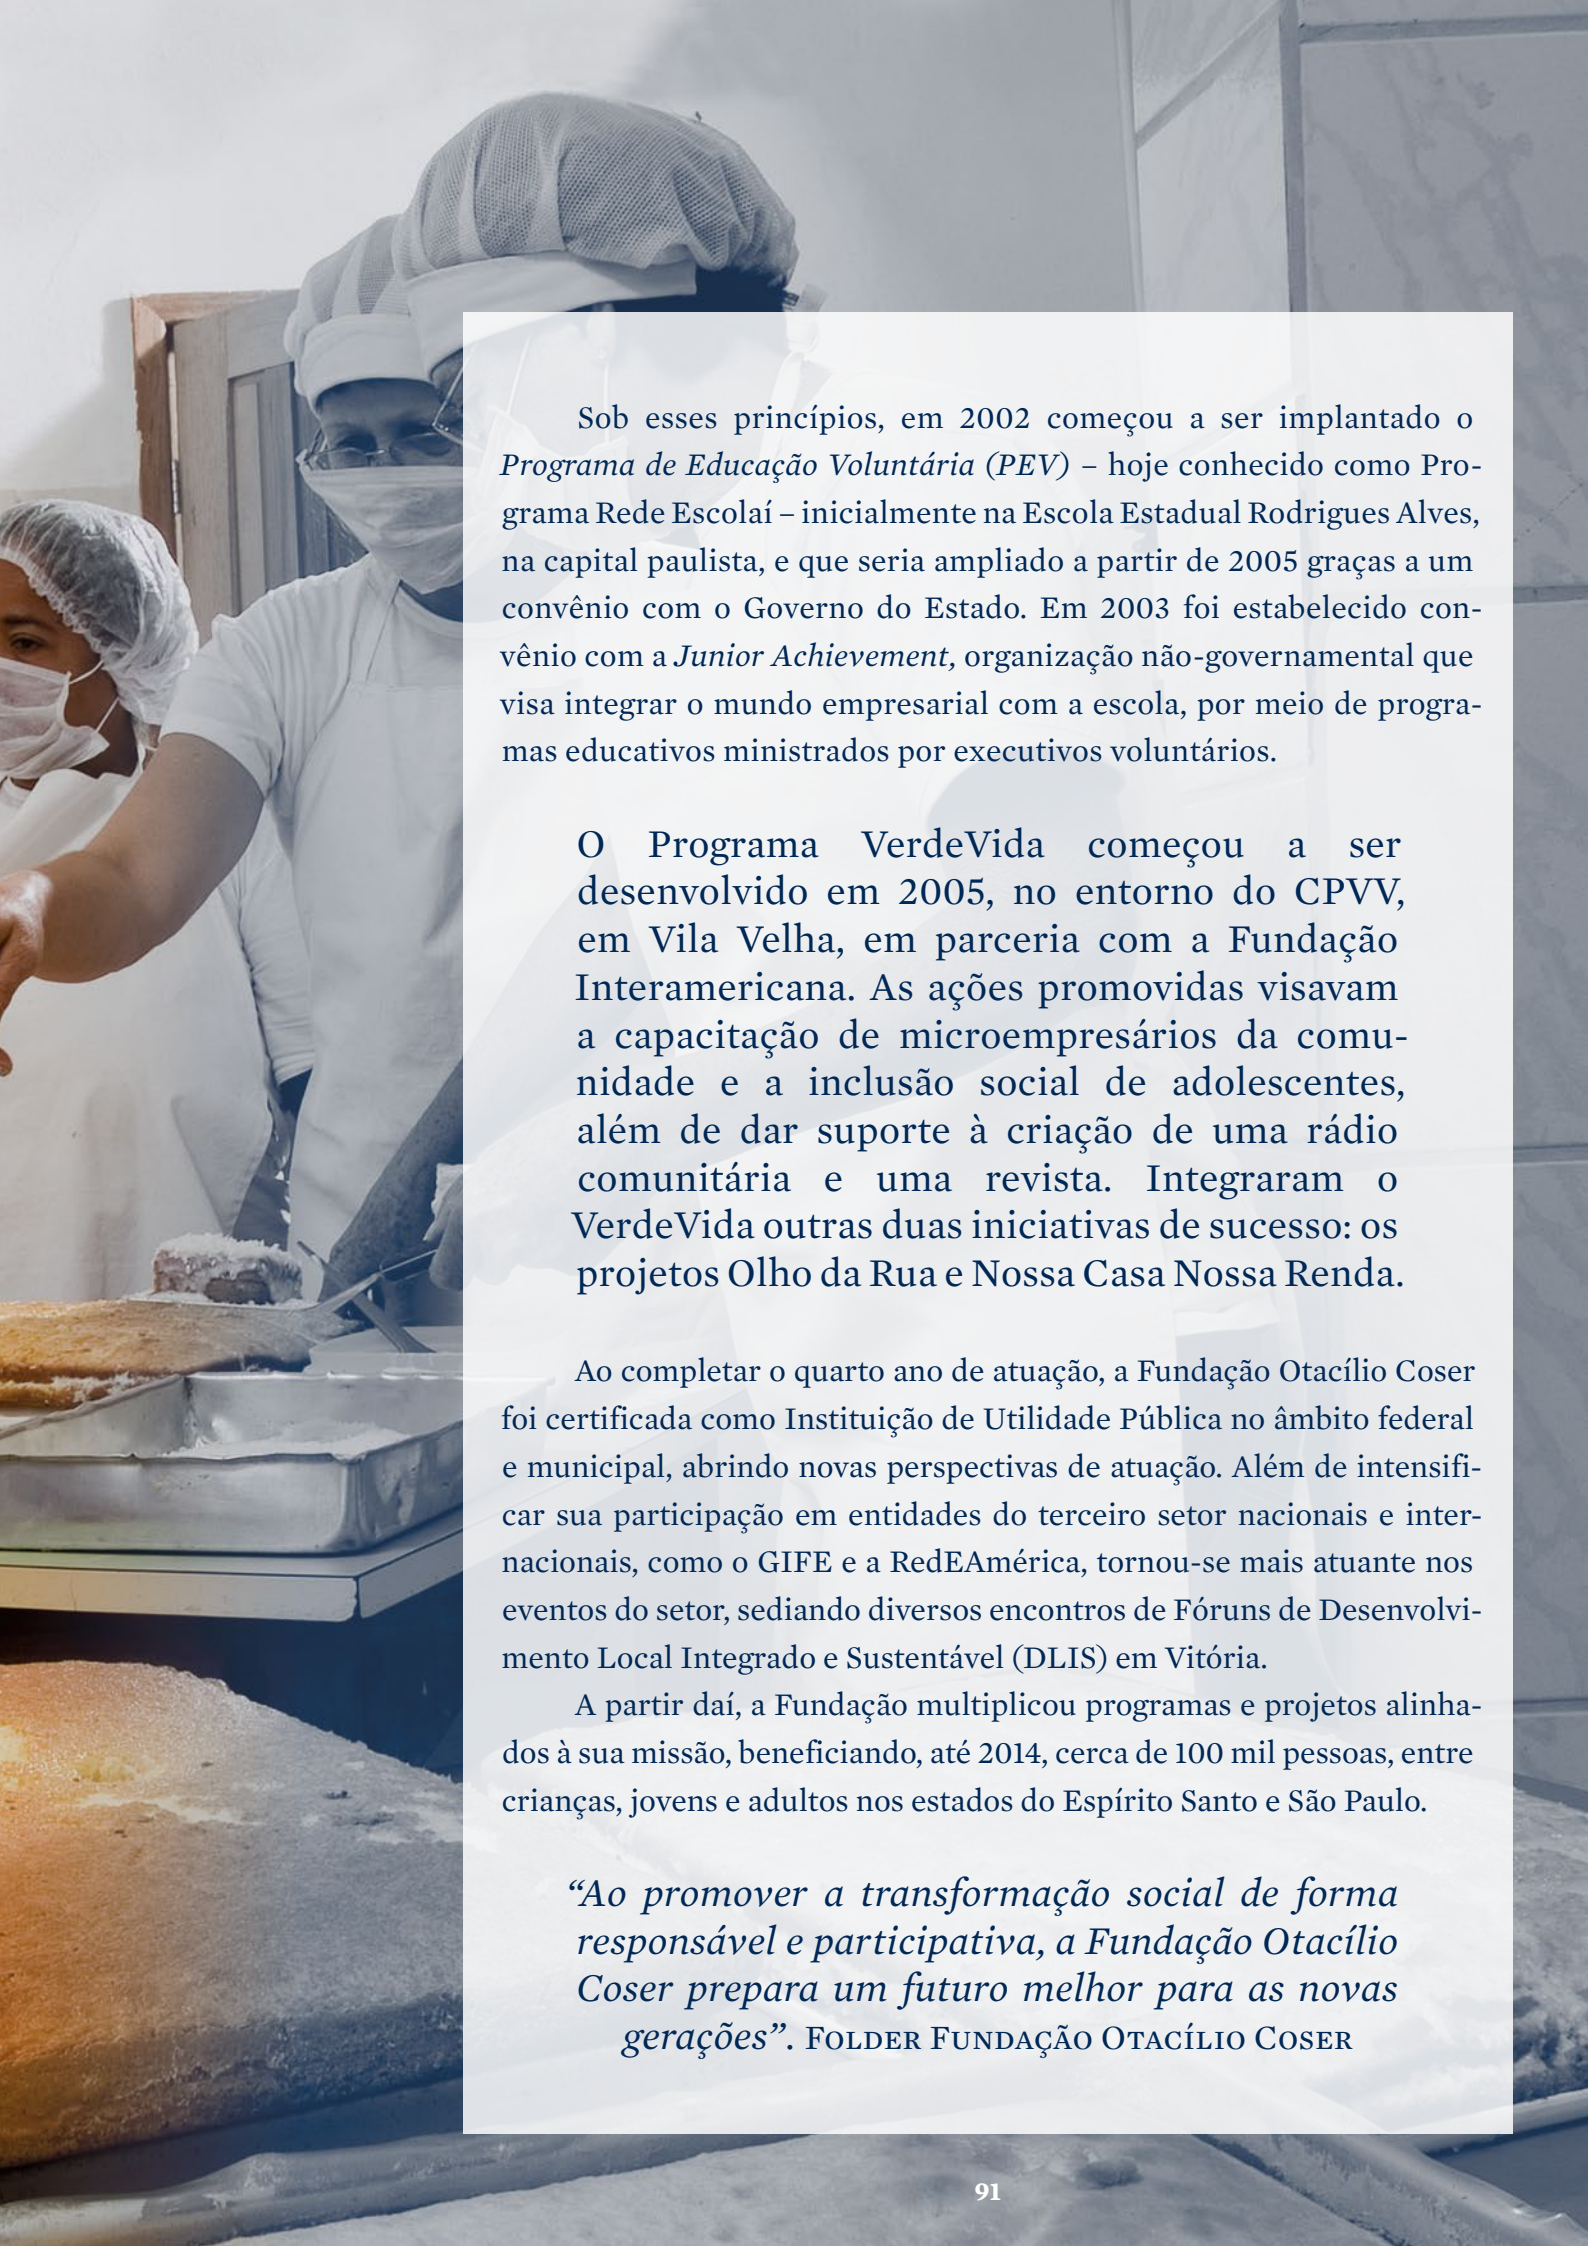 Sob esses princípios, em 2002 começou a ser implantado o
Programa de Educação Voluntária (PEV) – hoje conhecido como Pro-
grama Rede Escolaí – inicialmente na Escola Estadual Rodrigues Alves,
na capital paulista, e que seria ampliado a partir de 2005 graças a um
convênio com o Governo do Estado. Em 2003 foi estabelecido con-
vênio com a Junior Achievement, organização não-governamental que
visa integrar o mundo empresarial com a escola, por meio de progra-
mas educativos ministrados por executivos voluntários.
O Programa VerdeVida começou a ser
desenvolvido em 2005, no entorno do CPVV,
em Vila Velha, em parceria com a Fundação
Interamericana. As ações promovidas visavam
a capacitação de microempresários da comu-
nidade e a inclusão social de adolescentes,
além de dar suporte à criação de uma rádio
comunitária e uma revista. Integraram o
VerdeVida outras duas iniciativas de sucesso: os
projetos Olho da Rua e Nossa Casa Nossa Renda.
Ao completar o quarto ano de atuação, a Fundação Otacílio Coser
foi certificada como Instituição de Utilidade Pública no âmbito federal
e municipal, abrindo novas perspectivas de atuação. Além de intensifi-
car sua participação em entidades do terceiro setor nacionais e inter-
nacionais, como o GIFE e a RedEAmérica, tornou-se mais atuante nos
eventos do setor, sediando diversos encontros de Fóruns de Desenvolvi-
mento Local Integrado e Sustentável (DLIS) em Vitória.
A partir daí, a Fundação multiplicou programas e projetos alinha-
dos à sua missão, beneficiando, até 2014, cerca de 100 mil pessoas, entre
crianças, jovens e adultos nos estados do Espírito Santo e São Paulo.
“Ao promover a transformação social de forma
responsável e participativa, a Fundação Otacílio
Coser prepara um futuro melhor para as novas
gerações”. Folder Fundação Otacílio Coser
91